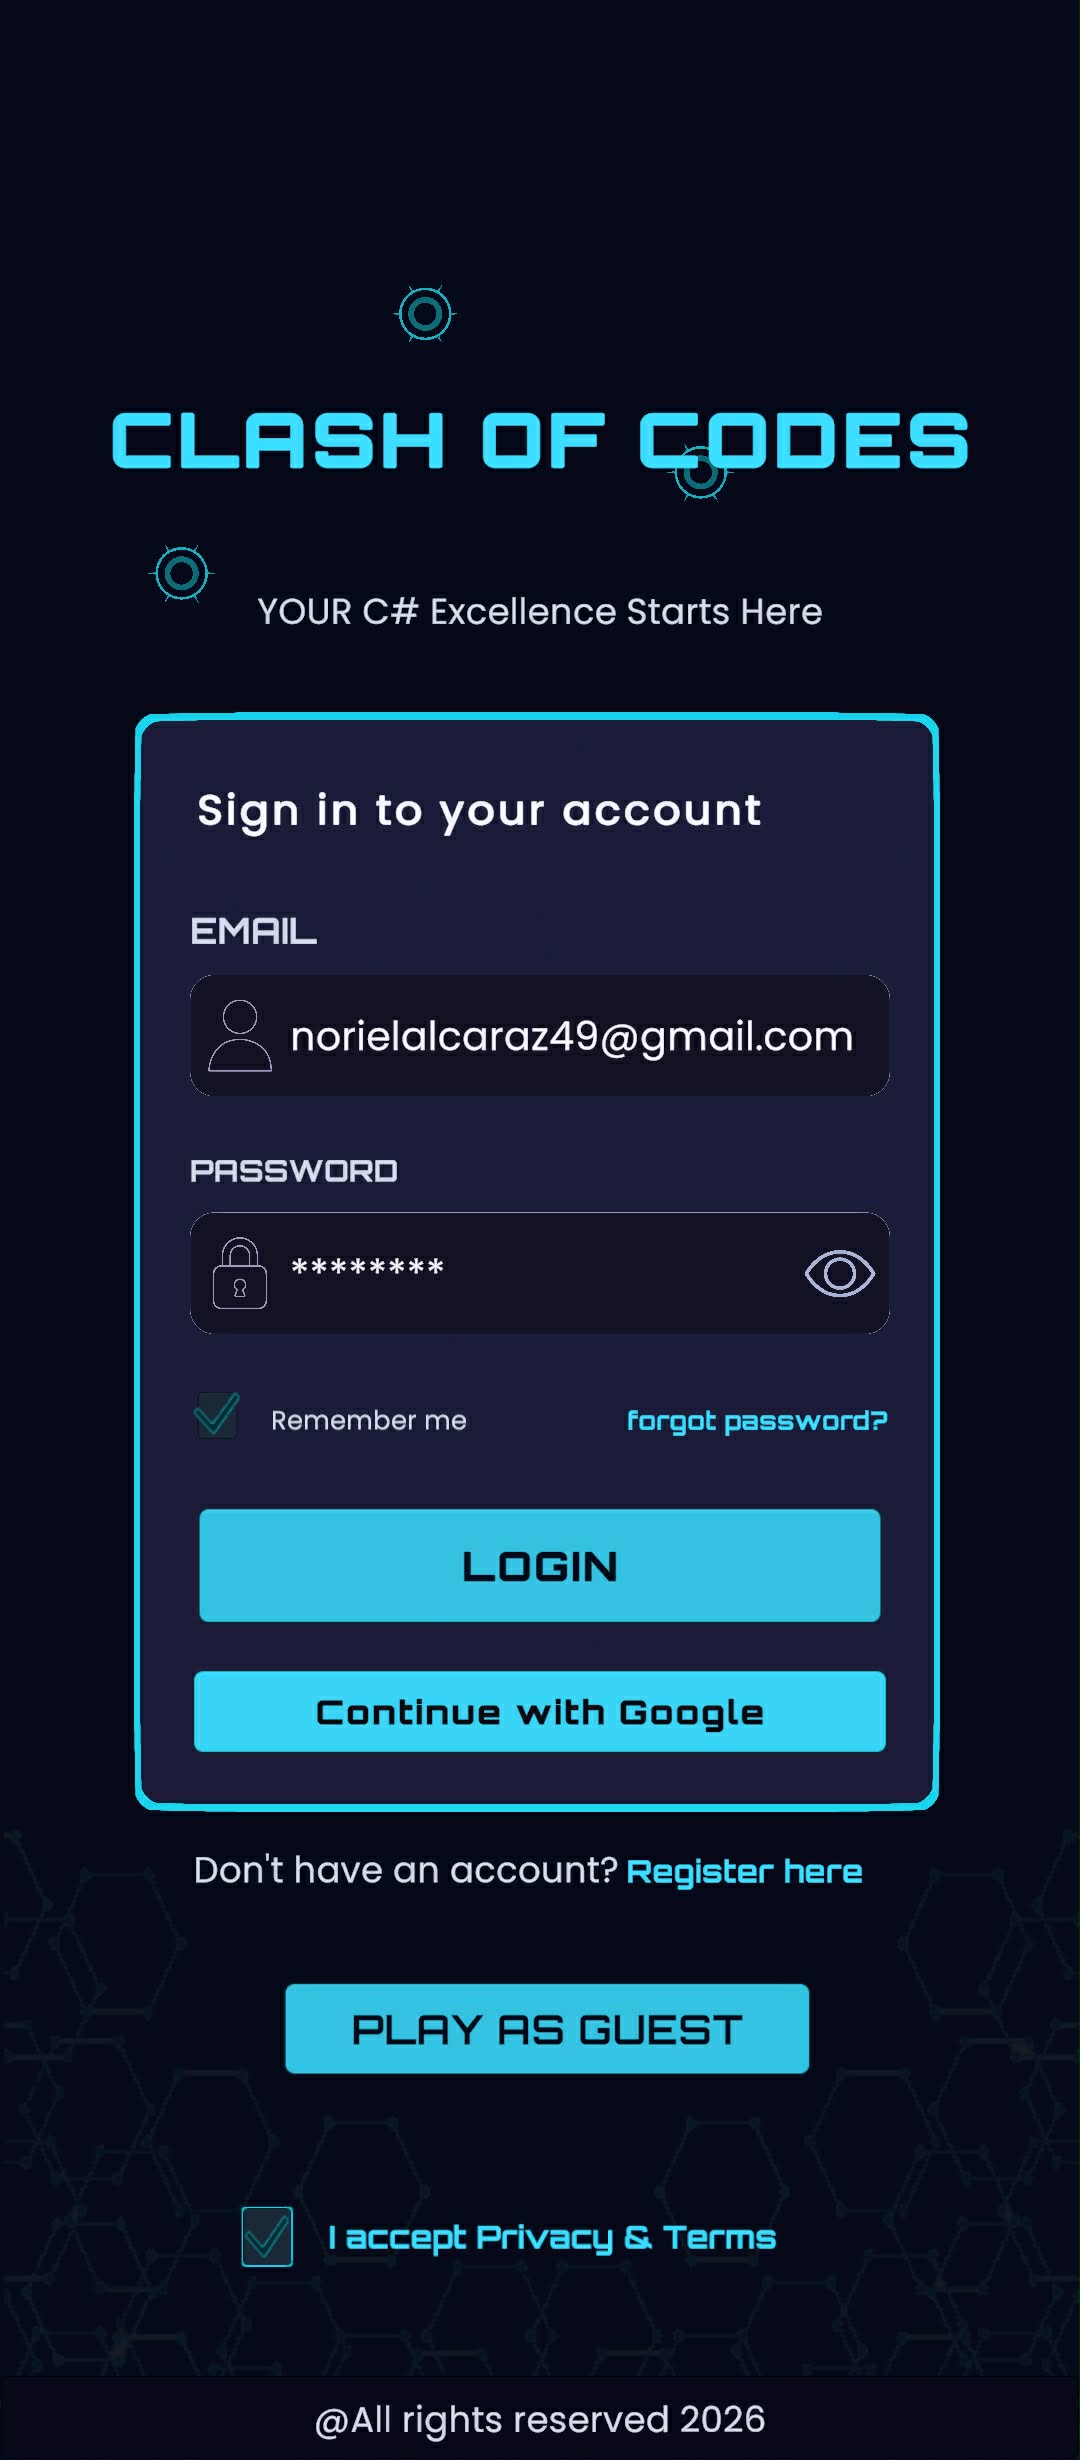 CLASH OF CODES
YOUR C# Excellence Starts Here
Sign in to your account
EMAIL
norielalcaraz49@gmail.com
PASSWORD
********
Remember me forgot password?
LOGIN
Continue with Google
Don't have an account? Register here
PLAY AS GUEST
I accept Privacy & Terms
@All rights reserved 2026